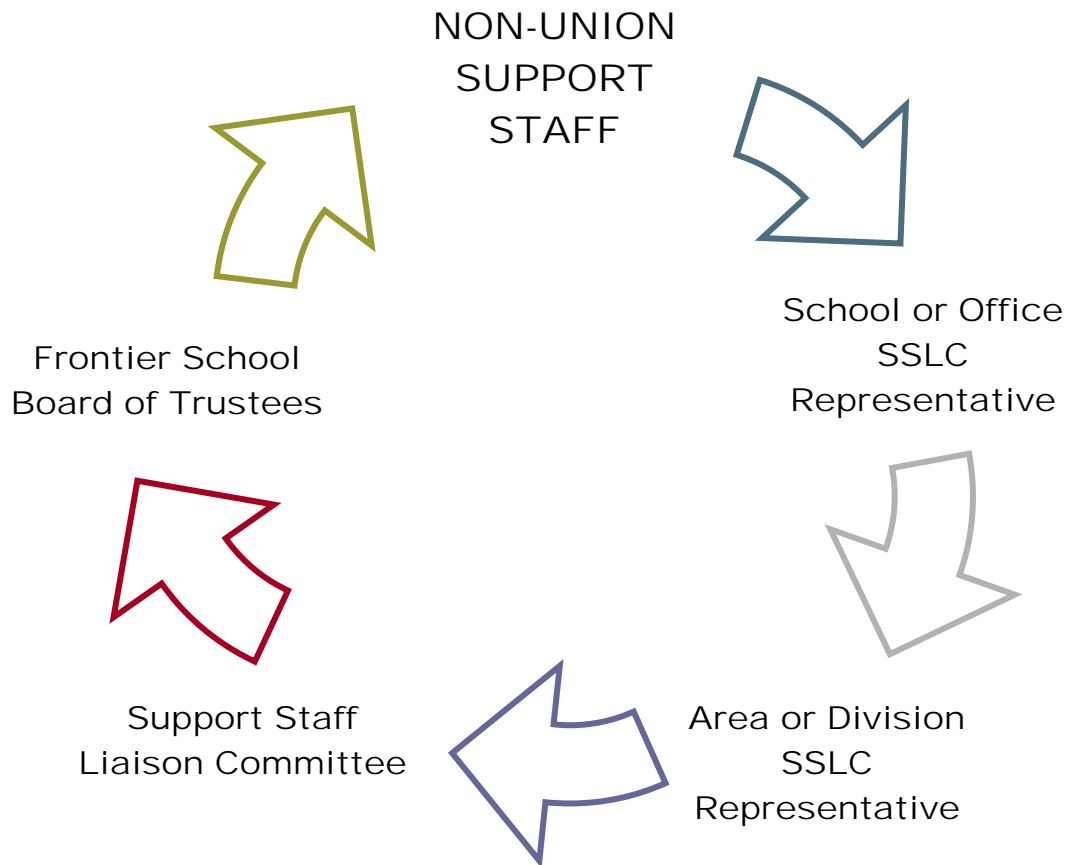 NON-UNION
SUPPORT
STAFF
School or Office
SSLC
Representative
Area or Division
SSLC
Representative
Support Staff
Liaison Committee
Frontier School
Board of Trustees